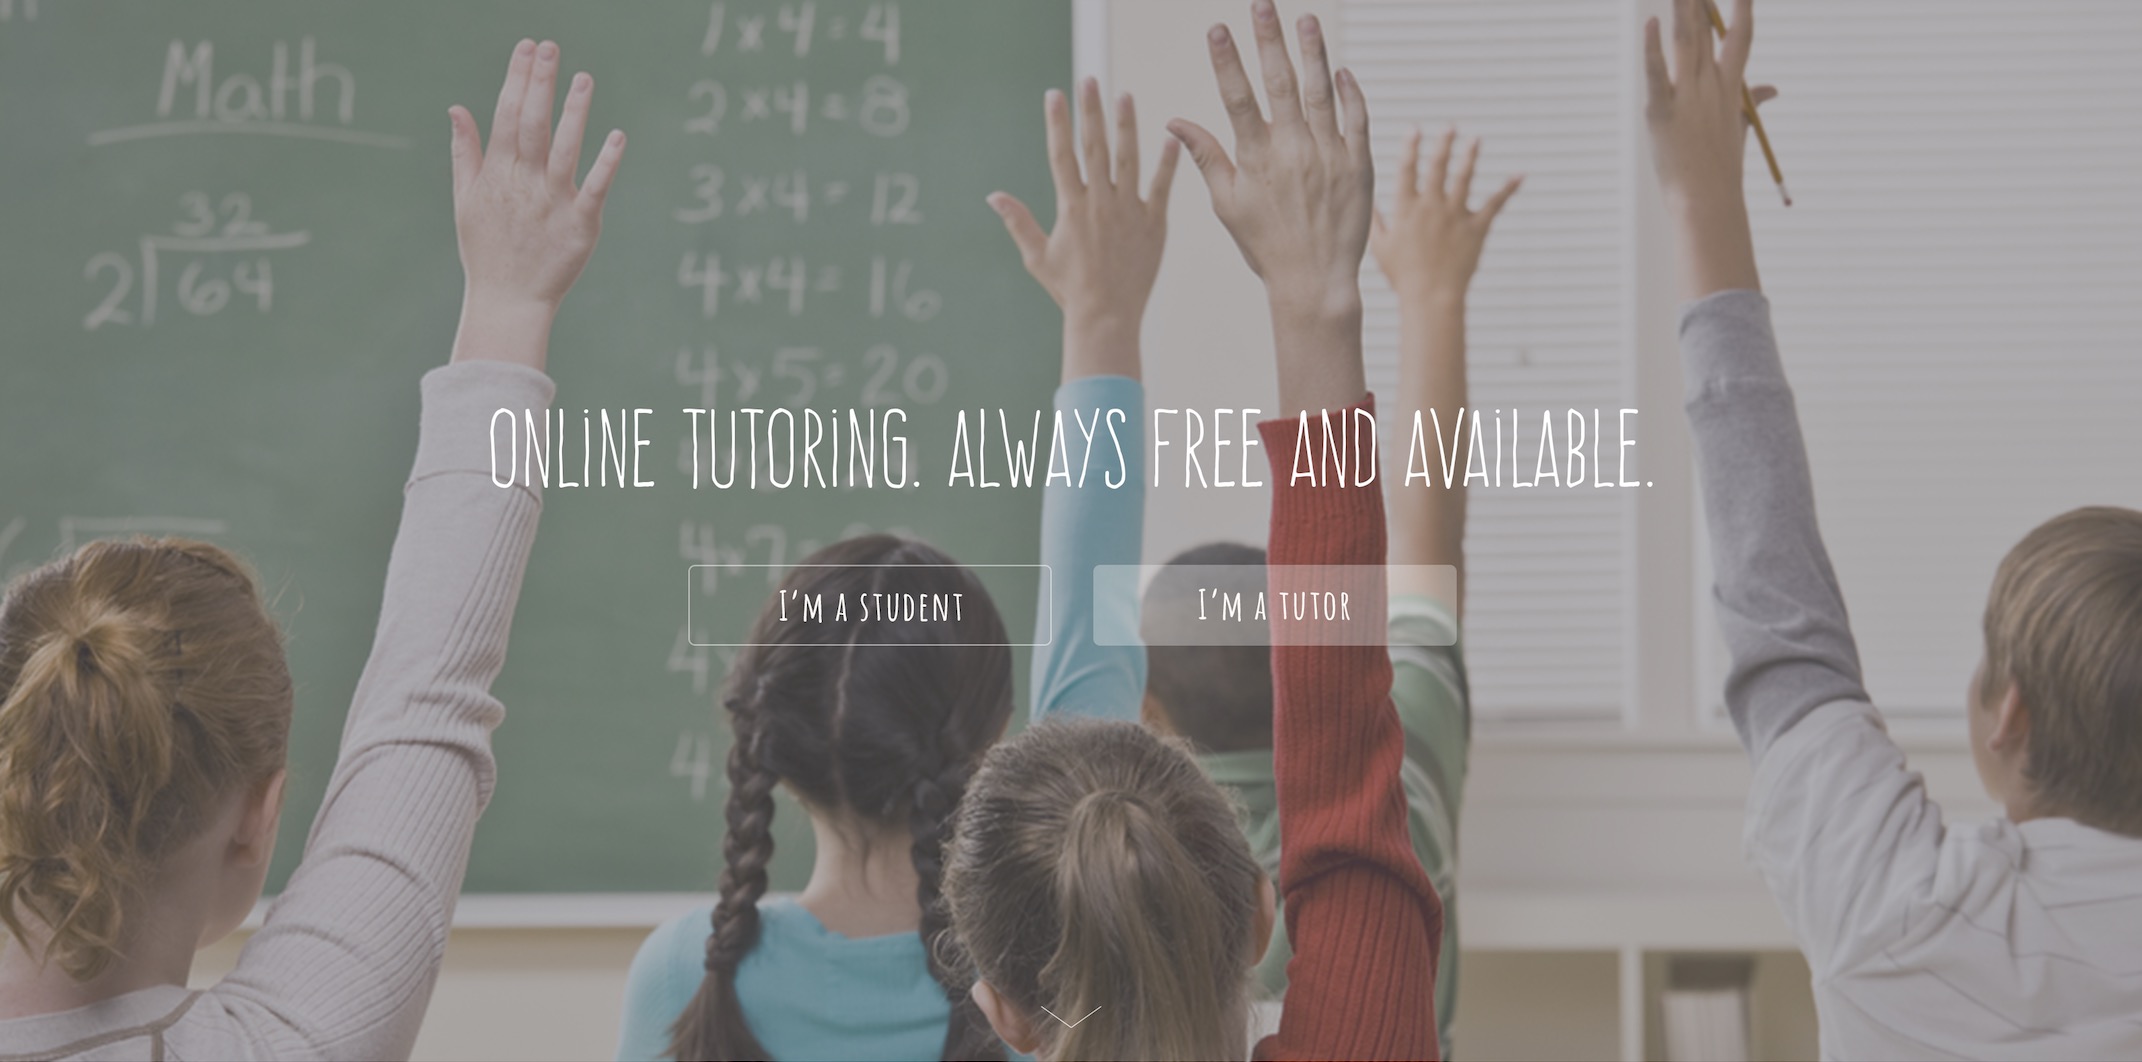 Math
32
2 64
1x4=4
2x4=8
3x4=12
4x4=16
4x5=20
4x7=
ONLINE TUTORING. ALWAYS FREE AND AVAILABLE.
I'M A STUDENT
I'M A TUTOR